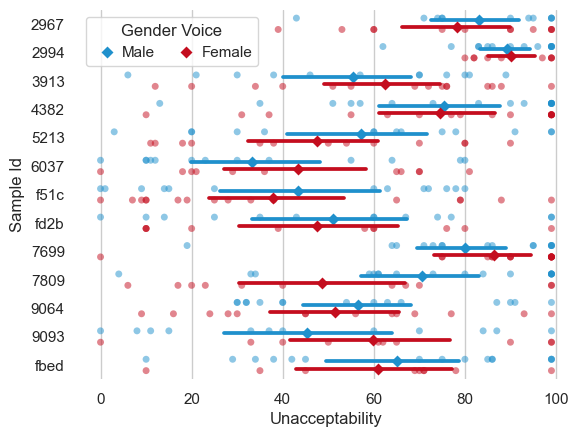 Gender Voice
Male Female
Sample Id
2967
2994
3913
4382
5213
6037
f51c
fd2b
7699
7809
9064
9093
fbed
0 20 40 60 80 100
Unacceptability